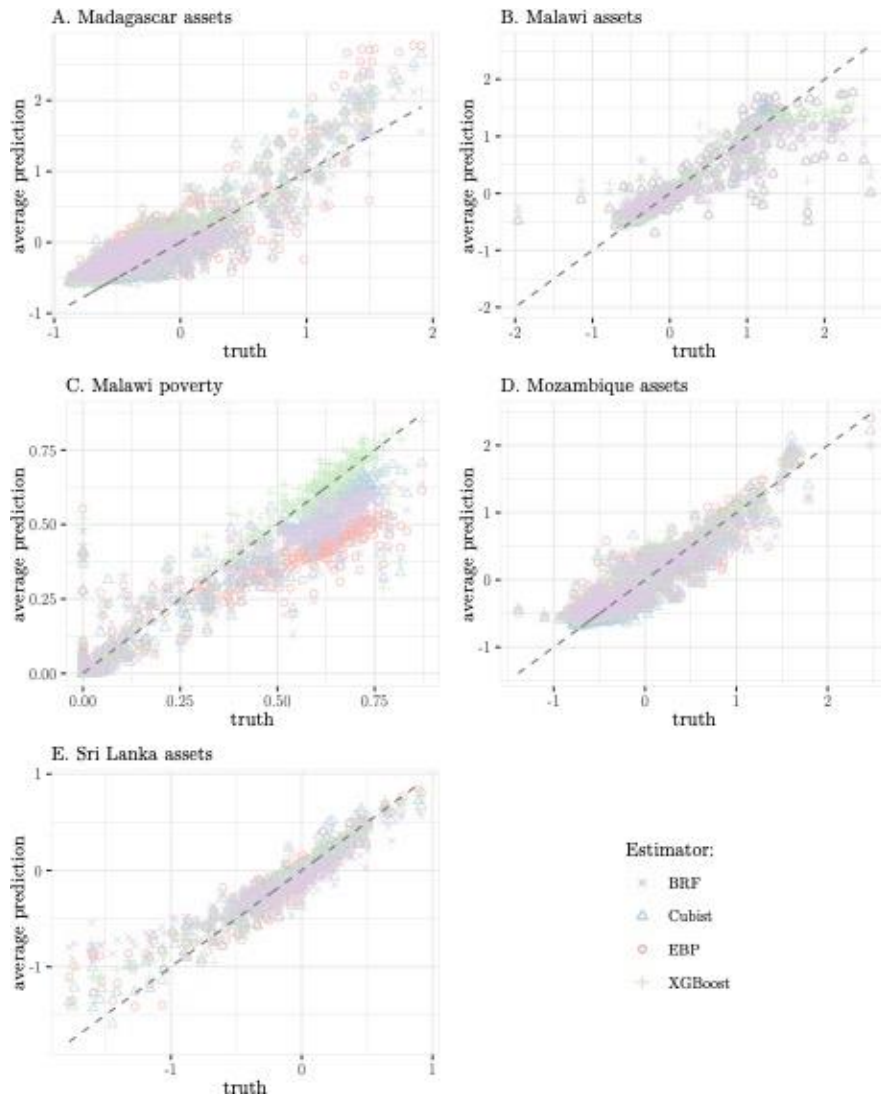 A. Madagascar assets
average prediction
2
1
0
-1
-1 0 1 2
truth
B. Malawi assets
average prediction
2
1
0
-1
-2
-2 -1 0 1 2
truth
C. Malawi poverty
average prediction
0.75
0.50
0.25
0.00
0.00 0.25 0.50 0.75
truth
D. Mozambique assets
average prediction
2
1
0
-1
-1 0 1 2
truth
E. Sri Lanka assets
average prediction
1
0
-1
-1 0 1
truth
Estimator:
BRF
Cubist
EBP
XGBoost